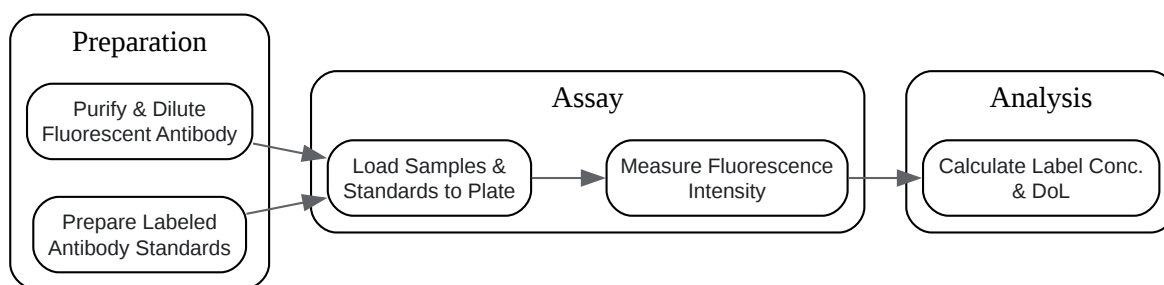 Preparation
Purify & Dilute
Fluorescent Antibody
Prepare Labeled
Antibody Standards
Assay
Load Samples &
Standards to Plate
Measure Fluorescence
Intensity
Analysis
Calculate Label Conc.
& DoL